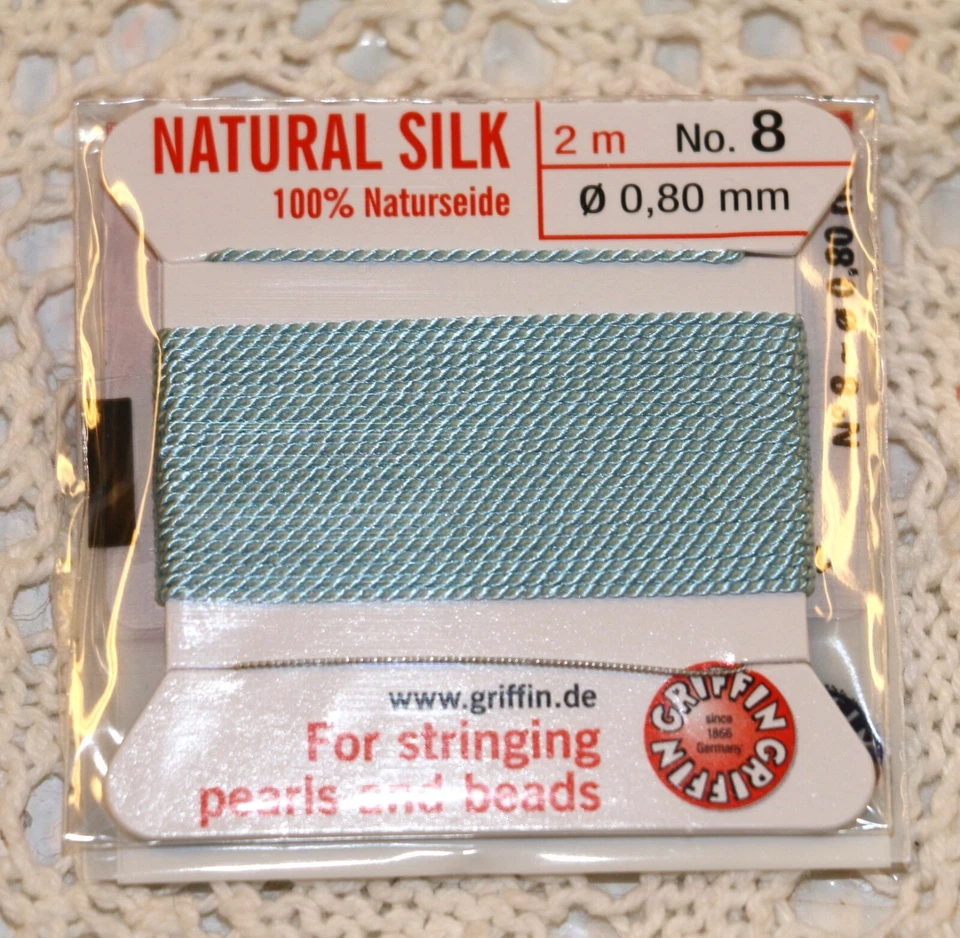 NATURAL SILK
100% Naturseide
2 m No. 8
Ø 0,80 mm
www.griffin.de
For stringing
pearls and beads
GRIFFIN GRIFFIN
since
1866
Germany